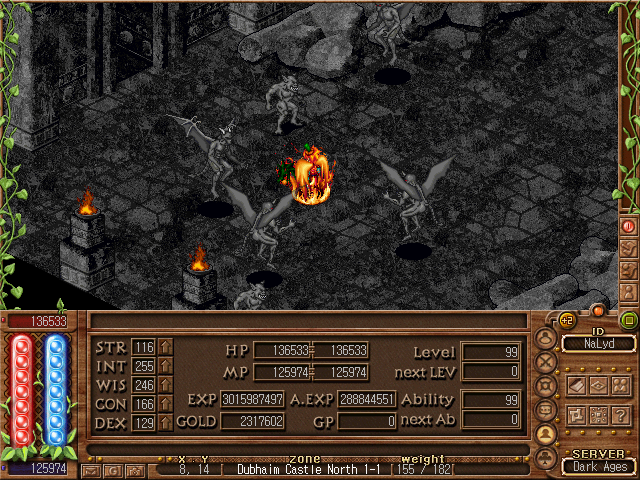 136533
+2
ID
NaLyd
STR 116
HP 136533 136533
Level 99
INT 255
MP 125974 125974
next LEV 0
WIS 246
CON 166
EXP 3015987497
A.EXP 288844551
Ability 99
DEX 129
GOLD 2317602
GP 0
next Ab 0
?
x . Y zone weight
SERVER
125974
G
8, 14 [ Dubhaim Castle North 1-1 [155 / 182[
Dark Ages